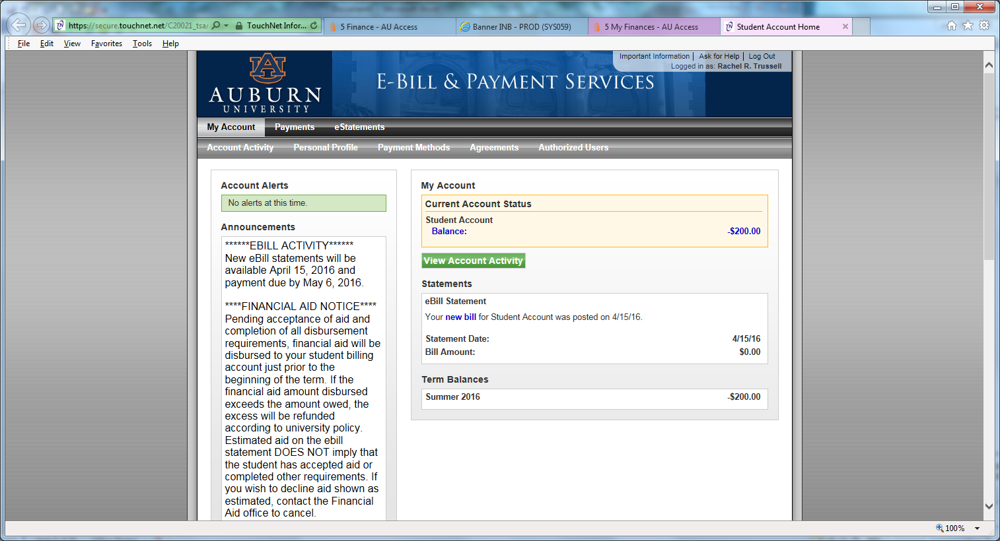 https://secure.touchnet.net/C20021_tsa/
TouchNet Infor...
5 Finance - AU Access
Banner INB - PROD (SYS059)
5 My Finances - AU Access
Student Account Home
File Edit View Favorites Tools Help
AUBURN
UNIVERSITY
E-BILL & PAYMENT SERVICES
Important Information | Ask for Help | Log Out
Logged in as: Rachel R. Trussell
My Account Payments eStatements
Account Activity Personal Profile Payment Methods Agreements Authorized Users
Account Alerts
No alerts at this time.
Announcements
******EBILL ACTIVITY******
New eBill statements will be
available April 15, 2016 and
payment due by May 6, 2016.
****FINANCIAL AID NOTICE****
Pending acceptance of aid and
completion of all disbursement
requirements, financial aid will be
disbursed to your student billing
account just prior to the
beginning of the term. If the
financial aid amount disbursed
exceeds the amount owed, the
excess will be refunded
according to university policy.
Estimated aid on the ebill
statement DOES NOT imply that
the student has accepted aid or
completed other requirements. If
you wish to decline aid shown as
estimated, contact the Financial
Aid office to cancel.
My Account
Current Account Status
Student Account
Balance: -$200.00
View Account Activity
Statements
eBill Statement
Your new bill for Student Account was posted on 4/15/16.
Statement Date: 4/15/16
Bill Amount: $0.00
Term Balances
Summer 2016 -$200.00
100%